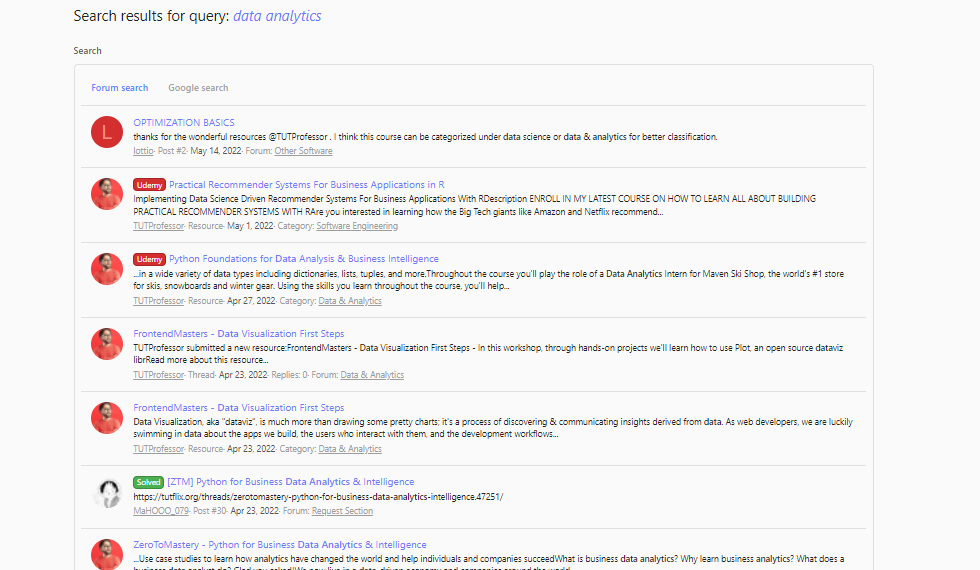 Search results for query: data analytics
Search
Forum search Google search
L
OPTIMIZATION BASICS
thanks for the wonderful resources @TUTProfessor . I think this course can be categorized under data science or data & analytics for better classification.
lottio· Post #2· May 14, 2022· Forum: Other Software
Udemy Practical Recommender Systems For Business Applications in R
Implementing Data Science Driven Recommender Systems For Business Applications With RDescription ENROLL IN MY LATEST COURSE ON HOW TO LEARN ALL ABOUT BUILDING
PRACTICAL RECOMMENDER SYSTEMS WITH RAre you interested in learning how the Big Tech giants like Amazon and Netflix recommend...
TUTProfessor· Resource· May 1, 2022· Category: Software Engineering
Udemy Python Foundations for Data Analysis & Business Intelligence
...in a wide variety of data types including dictionaries, lists, tuples, and more.Throughout the course you'll play the role of a Data Analytics Intern for Maven Ski Shop, the world's #1 store
for skis, snowboards and winter gear. Using the skills you learn throughout the course, you'll help...
TUTProfessor· Resource· Apr 27, 2022· Category: Data & Analytics
FrontendMasters - Data Visualization First Steps
TUTProfessor submitted a new resource:FrontendMasters - Data Visualization First Steps - In this workshop, through hands-on projects we'll learn how to use Plot, an open source dataviz
librRead more about this resource...
TUTProfessor· Thread· Apr 23, 2022· Replies: 0· Forum: Data & Analytics
FrontendMasters - Data Visualization First Steps
Data Visualization, aka "dataviz", is much more than drawing some pretty charts; it's a process of discovering & communicating insights derived from data. As web developers, we are luckily
swimming in data about the apps we build, the users who interact with them, and the development workflows...
TUTProfessor· Resource· Apr 23, 2022· Category: Data & Analytics
Solved [ZTM] Python for Business Data Analytics & Intelligence
https://tutflix.org/threads/zerotomastery-python-for-business-data-analytics-intelligence.47251/
MaHOOO_079· Post #30· Apr 23, 2022· Forum: Request Section
ZeroToMastery - Python for Business Data Analytics & Intelligence
...Use case studies to learn how analytics have changed the world and help individuals and companies succeedWhat is business data analytics? Why learn business analytics? What does a